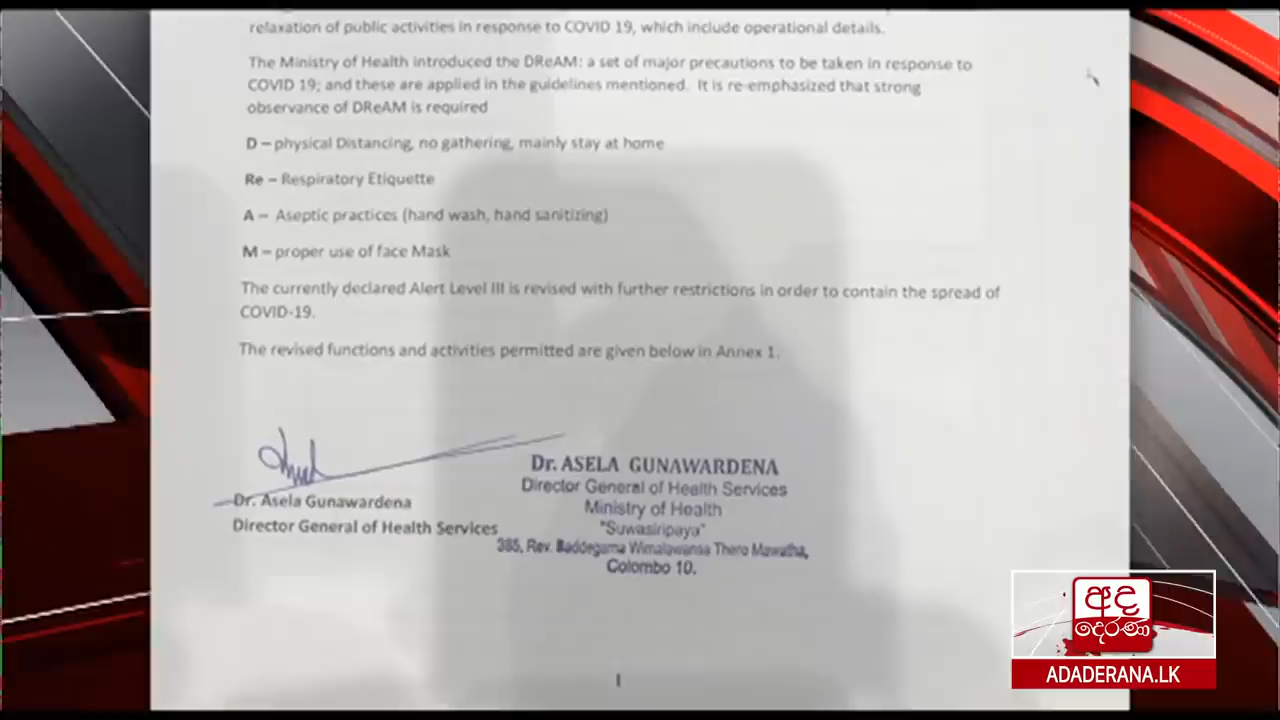 relaxation of public activities in response to COVID 19, which include operational details.
The Ministry of Health introduced the DReAM: a set of major precautions to be taken in response to
COVID 19; and these are applied in the guidelines mentioned. It is re-emphasized that strong
observance of DReAM is required
D – physical Distancing, no gathering, mainly stay at home
Re – Respiratory Etiquette
A – Aseptic practices (hand wash, hand sanitizing)
M – proper use of face Mask
The currently declared Alert Level III is revised with further restrictions in order to contain the spread of
COVID-19.
The revised functions and activities permitted are given below in Annex 1.
Dr. Asela Gunawardena
Director General of Health Services
Dr. ASELA GUNAWARDENA
Director General of Health Services
Ministry of Health
"Suwasiripaya"
385, Rev. Baddegama Wimalawansa Thero Mawatha,
Colombo 10.
අද
දෙරණ
ADADERANA.LK